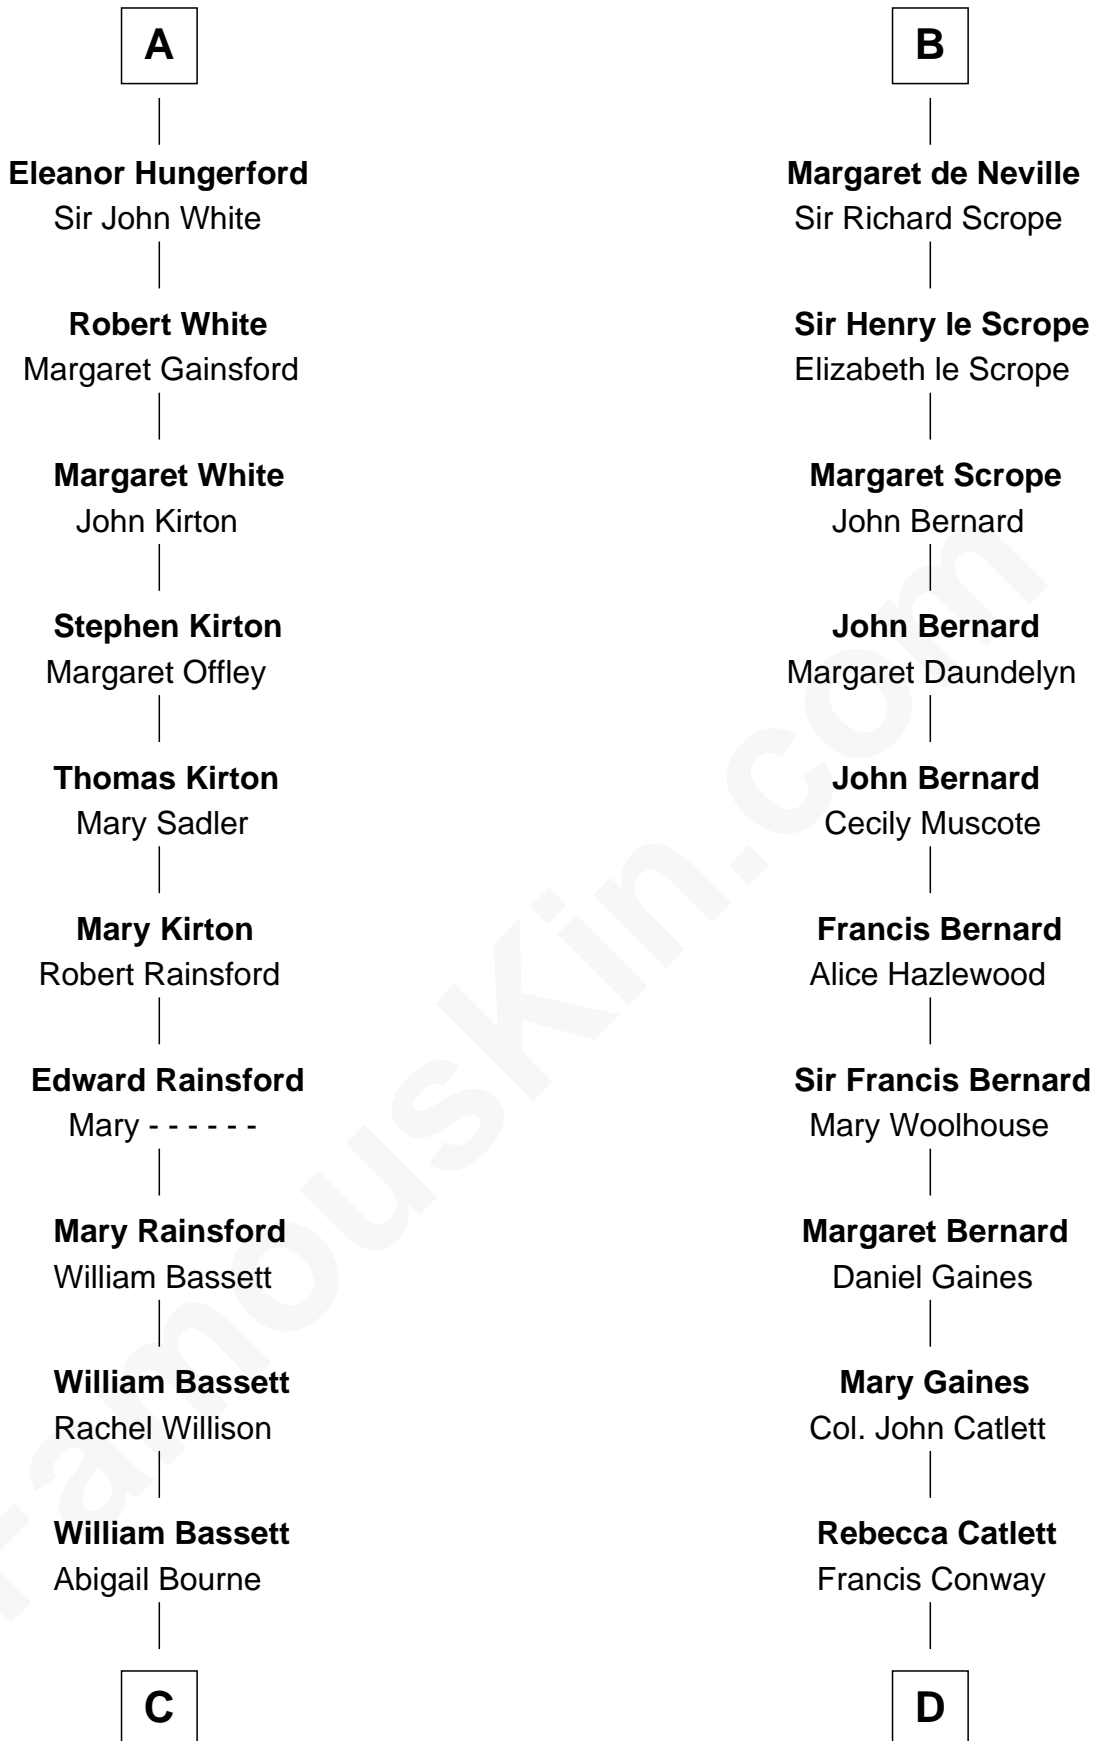 A
Eleanor Hungerford
Sir John White
Robert White
Margaret Gainsford
Margaret White
John Kirton
Stephen Kirton
Margaret Offley
Thomas Kirton
Mary Sadler
Mary Kirton
Robert Rainsford
Edward Rainsford
Mary - - - - - -
Mary Rainsford
William Bassett
William Bassett
Rachel Willison
William Bassett
Abigail Bourne
C
B
Margaret de Neville
Sir Richard Scrope
Sir Henry le Scrope
Elizabeth le Scrope
Margaret Scrope
John Bernard
John Bernard
Margaret Daundelyn
John Bernard
Cecily Muscote
Francis Bernard
Alice Hazlewood
Sir Francis Bernard
Mary Woolhouse
Margaret Bernard
Daniel Gaines
Mary Gaines
Col. John Catlett
Rebecca Catlett
Francis Conway
D
FamousKin.com